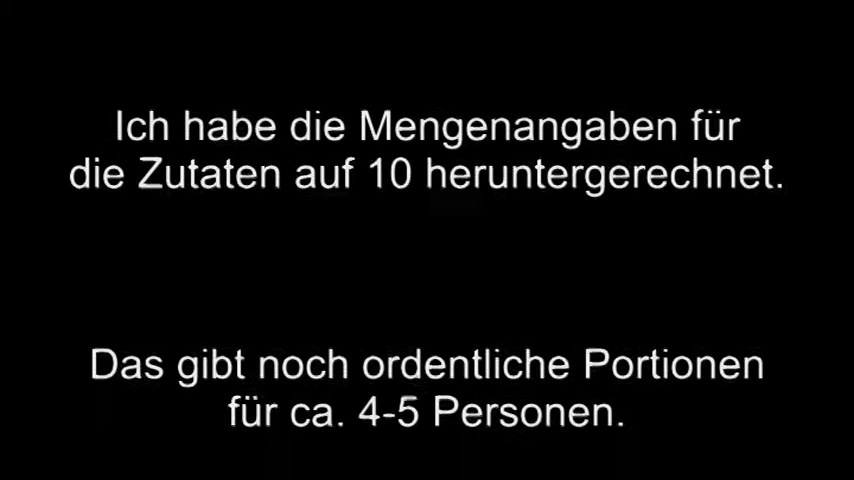 Ich habe die Mengenangaben für
die Zutaten auf 10 heruntergerechnet.
Das gibt noch ordentliche Portionen
für ca. 4-5 Personen.